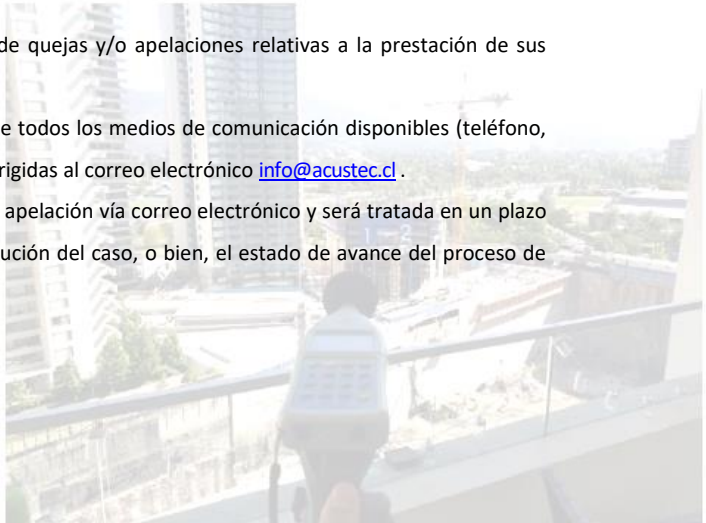 de quejas y/o apelaciones relativas a la prestación de sus
e todos los medios de comunicación disponibles (teléfono,
rigidas al correo electrónico info@acustec.cl .
apelación vía correo electrónico y será tratada en un plazo
ución del caso, o bien, el estado de avance del proceso de